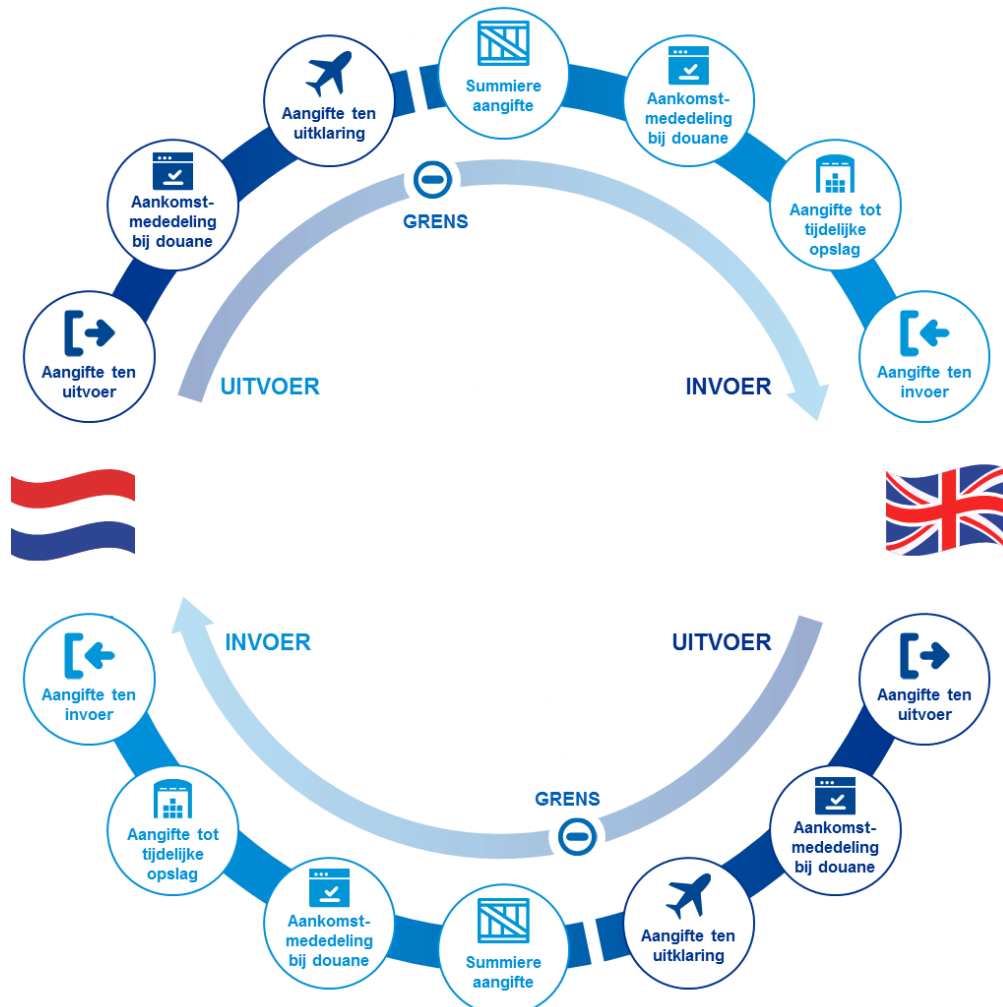 Summiere
aangifte
Aangifte ten
uitklaring
Aankomst-
mededeling
bij douane
Aankomst-
mededeling
bij douane
Aangifte tot
tijdelijke
opslag
GRENS
Aangifte ten
uitvoer
Aangifte ten
invoer
UITVOER
INVOER
INVOER
UITVOER
Aangifte ten
invoer
Aangifte ten
uitvoer
GRENS
Aangifte tot
tijdelijke
opslag
Aankomst-
mededeling
bij douane
Aankomst-
mededeling
bij douane
Aangifte ten
uitklaring
Summiere
aangifte